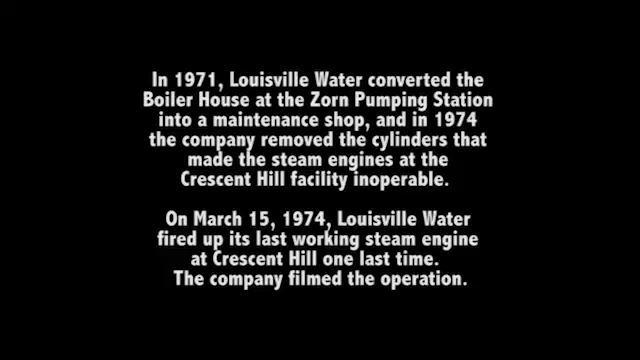 In 1971, Louisville Water converted the
Boiler House at the Zorn Pumping Station
into a maintenance shop, and in 1974
the company removed the cylinders that
made the steam engines at the
Crescent Hill facility inoperable.
On March 15, 1974, Louisville Water
fired up its last working steam engine
at Crescent Hill one last time.
The company filmed the operation.